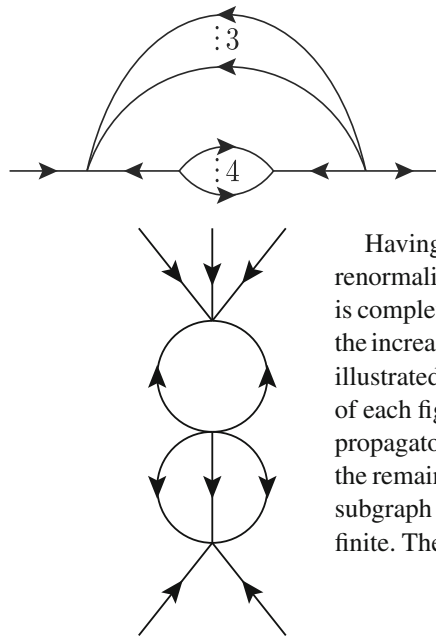 ⋮3
⋮4
Having
renormali
is comple
the increa
illustrated
of each fig
propagato
the remain
subgraph
finite. The